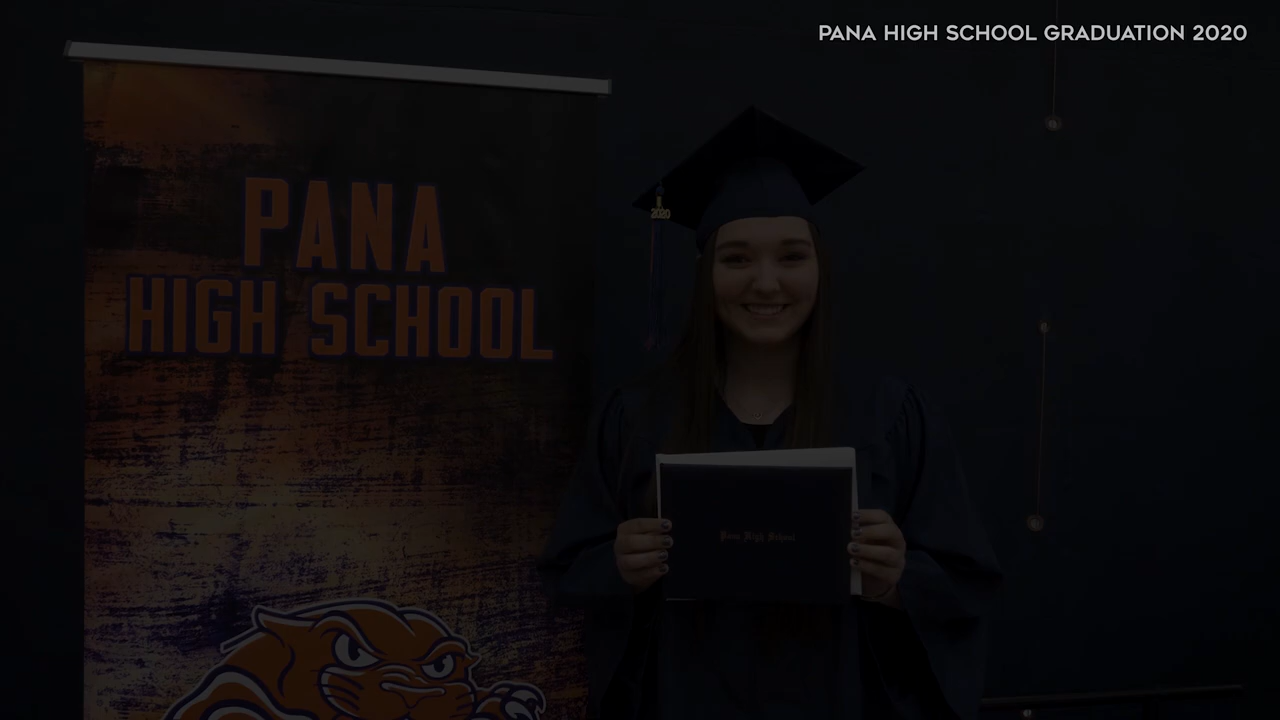 PANA HIGH SCHOOL GRADUATION 2020
PANA
HIGH SCHOOL
2020
Pana High School